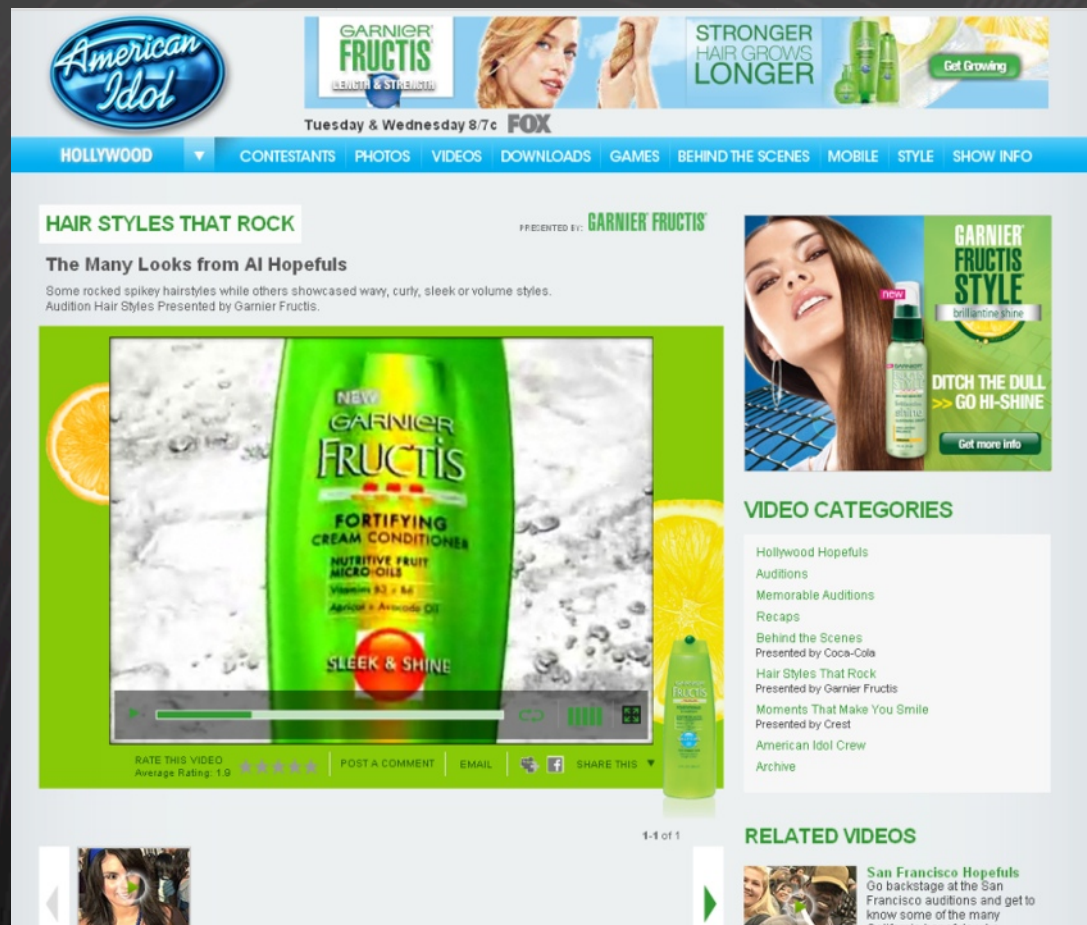 American
Idol
GARNIER
FRUCTIS
LENGTH & STRENGTH
STRONGER
HAIR GROWS
LONGER
Get Growing
Tuesday & Wednesday 8/7c FOX
HOLLYWOOD
CONTESTANTS PHOTOS VIDEOS DOWNLOADS GAMES BEHIND THE SCENES MOBILE STYLE SHOW INFO
HAIR STYLES THAT ROCK
PRESENTED BY: GARNIER FRUCTIS
The Many Looks from AI Hopefuls
Some rocked spikey hairstyles while others showcased wavy, curly, sleek or volume styles.
Audition Hair Styles Presented by Garnier Fructis.
NEW
GARNIER
FRUCTIS
FORTIFYING
CREAM CONDITIONER
NUTRITIVE FRUIT
MICRO-OILS
Vitamins B3 + B6
Apricot + Avocado Oil
SLEEK & SHINE
FRUCTIS
RATE THIS VIDEO
Average Rating: 1.9
POST A COMMENT
EMAIL
SHARE THIS
1-1 of 1
GARNIER
FRUCTIS
STYLE
brilliantine shine
new
DITCH THE DULL
>> GO HI-SHINE
Get more info
VIDEO CATEGORIES
Hollywood Hopefuls
Auditions
Memorable Auditions
Recaps
Behind the Scenes
Presented by Coca-Cola
Hair Styles That Rock
Presented by Garnier Fructis
Moments That Make You Smile
Presented by Crest
American Idol Crew
Archive
RELATED VIDEOS
San Francisco Hopefuls
Go backstage at the San
Francisco auditions and get to
know some of the many